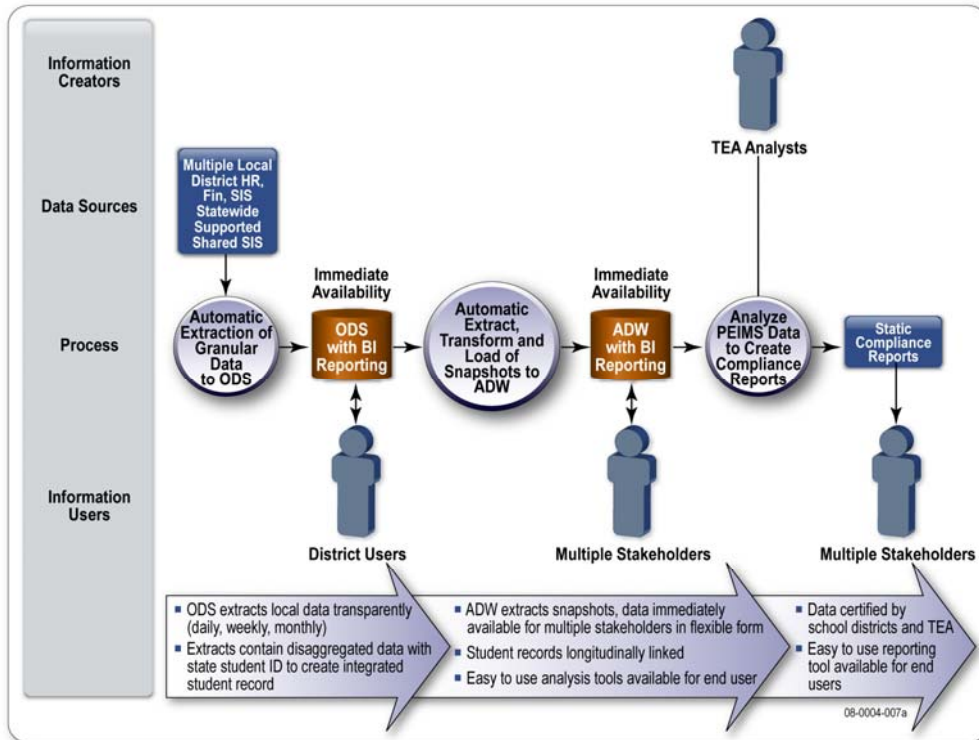 Information
Creators
TEA Analysts
Data Sources
Multiple Local
District HR,
Fin, SIS
Statewide
Supported
Shared SIS
Process
Automatic
Extraction of
Granular
Data
to ODS
Immediate
Availability
ODS
with BI
Reporting
Automatic
Extract,
Transform and
Load of
Snapshots to
ADW
Immediate
Availability
ADW
with BI
Reporting
Analyze
PEIMS Data
to Create
Compliance
Reports
Static
Compliance
Reports
Information
Users
District Users
Multiple Stakeholders
Multiple Stakeholders
▪ ODS extracts local data transparently
(daily, weekly, monthly)
▪ Extracts contain disaggregated data with
state student ID to create integrated
student record
▪ ADW extracts snapshots, data immediately
available for multiple stakeholders in flexible form
▪ Student records longitudinally linked
▪ Easy to use analysis tools available for end user
▪ Data certified by
school districts and TEA
▪ Easy to use reporting
tool available for end
users
08-0004-007a